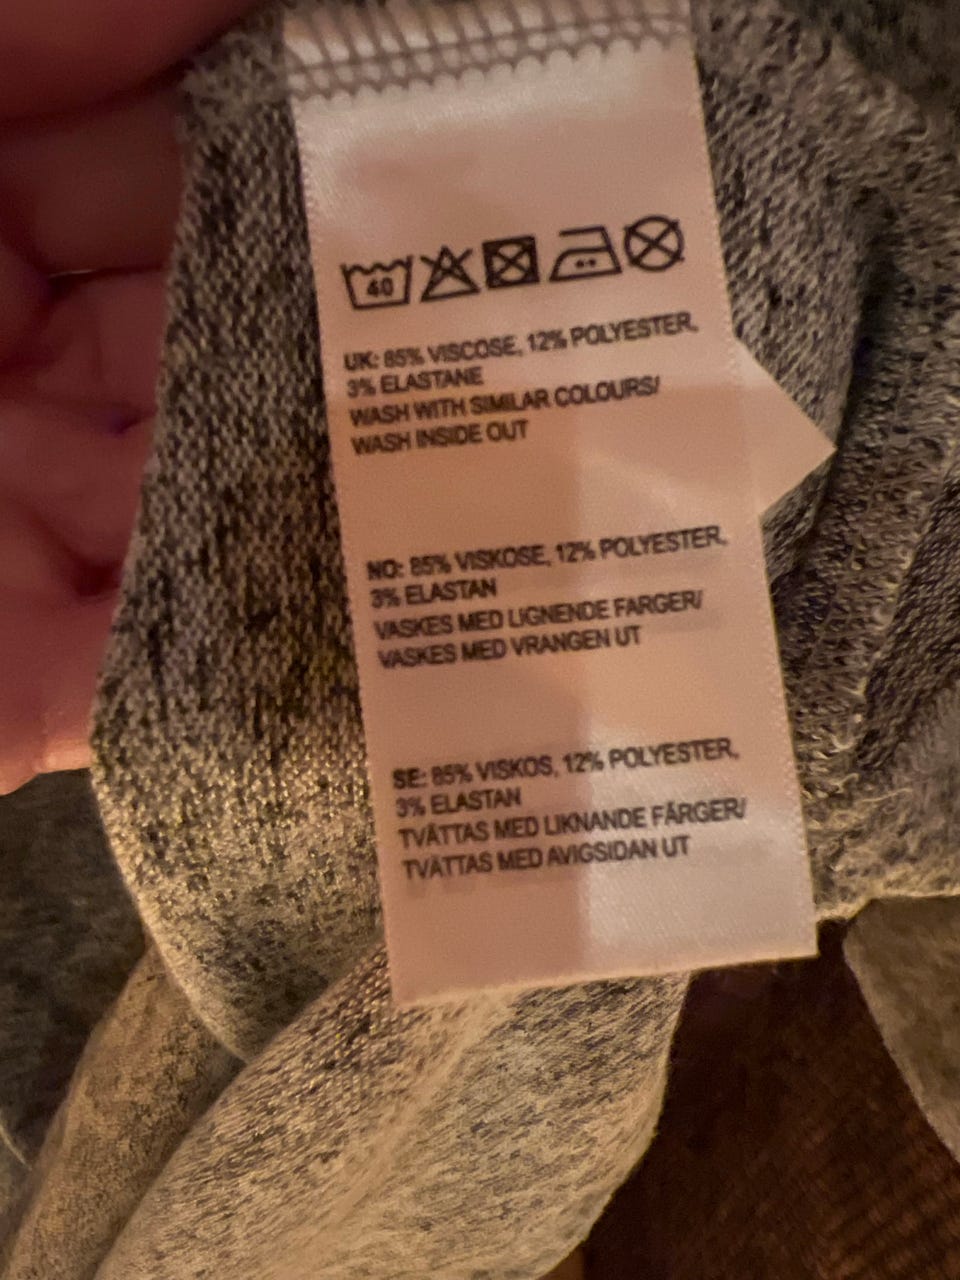 40
UK: 85% VISCOSE, 12% POLYESTER,
3% ELASTANE
WASH WITH SIMILAR COLOURS/
WASH INSIDE OUT
NO: 85% VISKOSE, 12% POLYESTER,
3% ELASTAN
VASKES MED LIGNENDE FARGER/
VASKES MED VRANGEN UT
SE: 85% VISKOS, 12% POLYESTER,
3% ELASTAN
TVÄTTAS MED LIKNANDE FÄRGER/
TVÄTTAS MED AVIGSIDAN UT